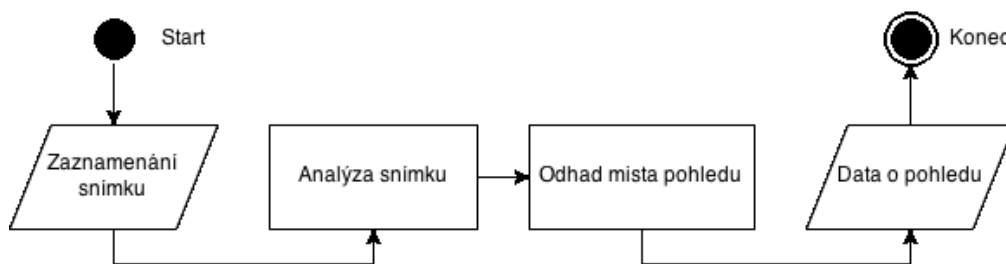 Start
Konec
Zaznamenání
snímku
Analýza snímku
Odhad místa pohledu
Data o pohledu